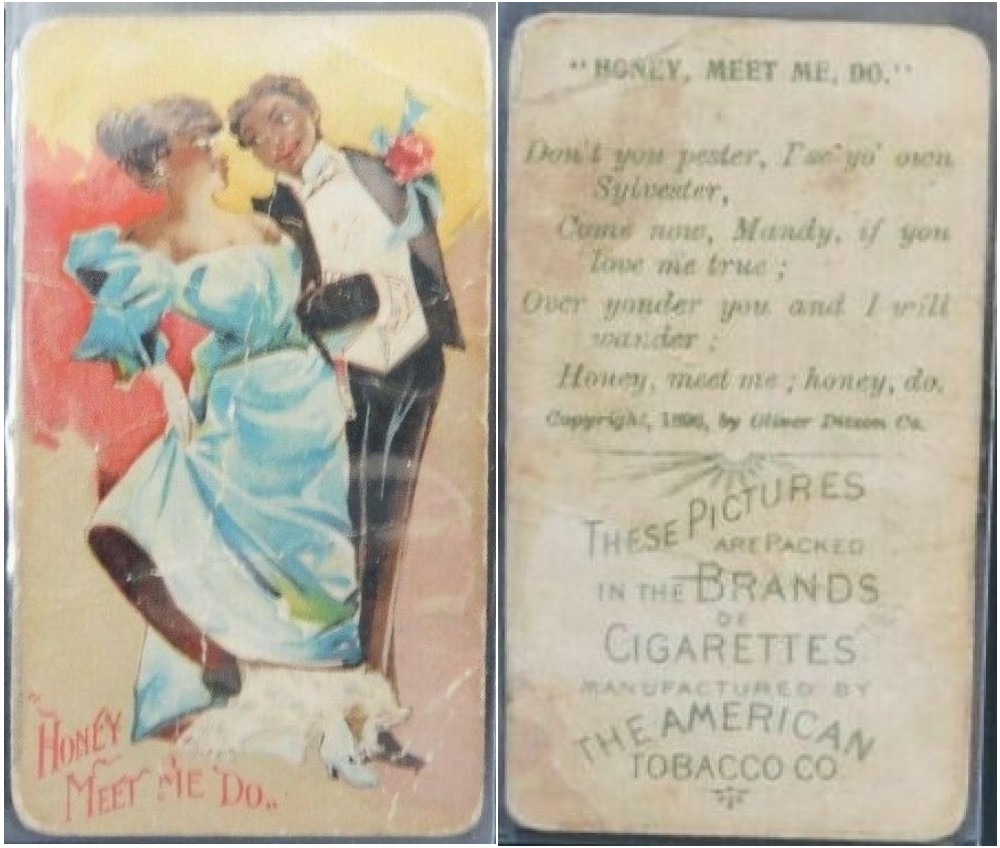 "HONEY
MEET ME DO„
"HONEY, MEET ME, DO."
Don't you pester, I'se yo' own
Sylvester,
Come now, Mandy, if you
love me true;
Over yonder you and I will
wander;
Honey, meet me; honey, do.
Copyright, 1896, by Oliver Ditson Co.
THESE PICTURES
ARE PACKED
IN THE BRANDS
OF
CIGARETTES
MANUFACTURED BY
THE AMERICAN
TOBACCO CO